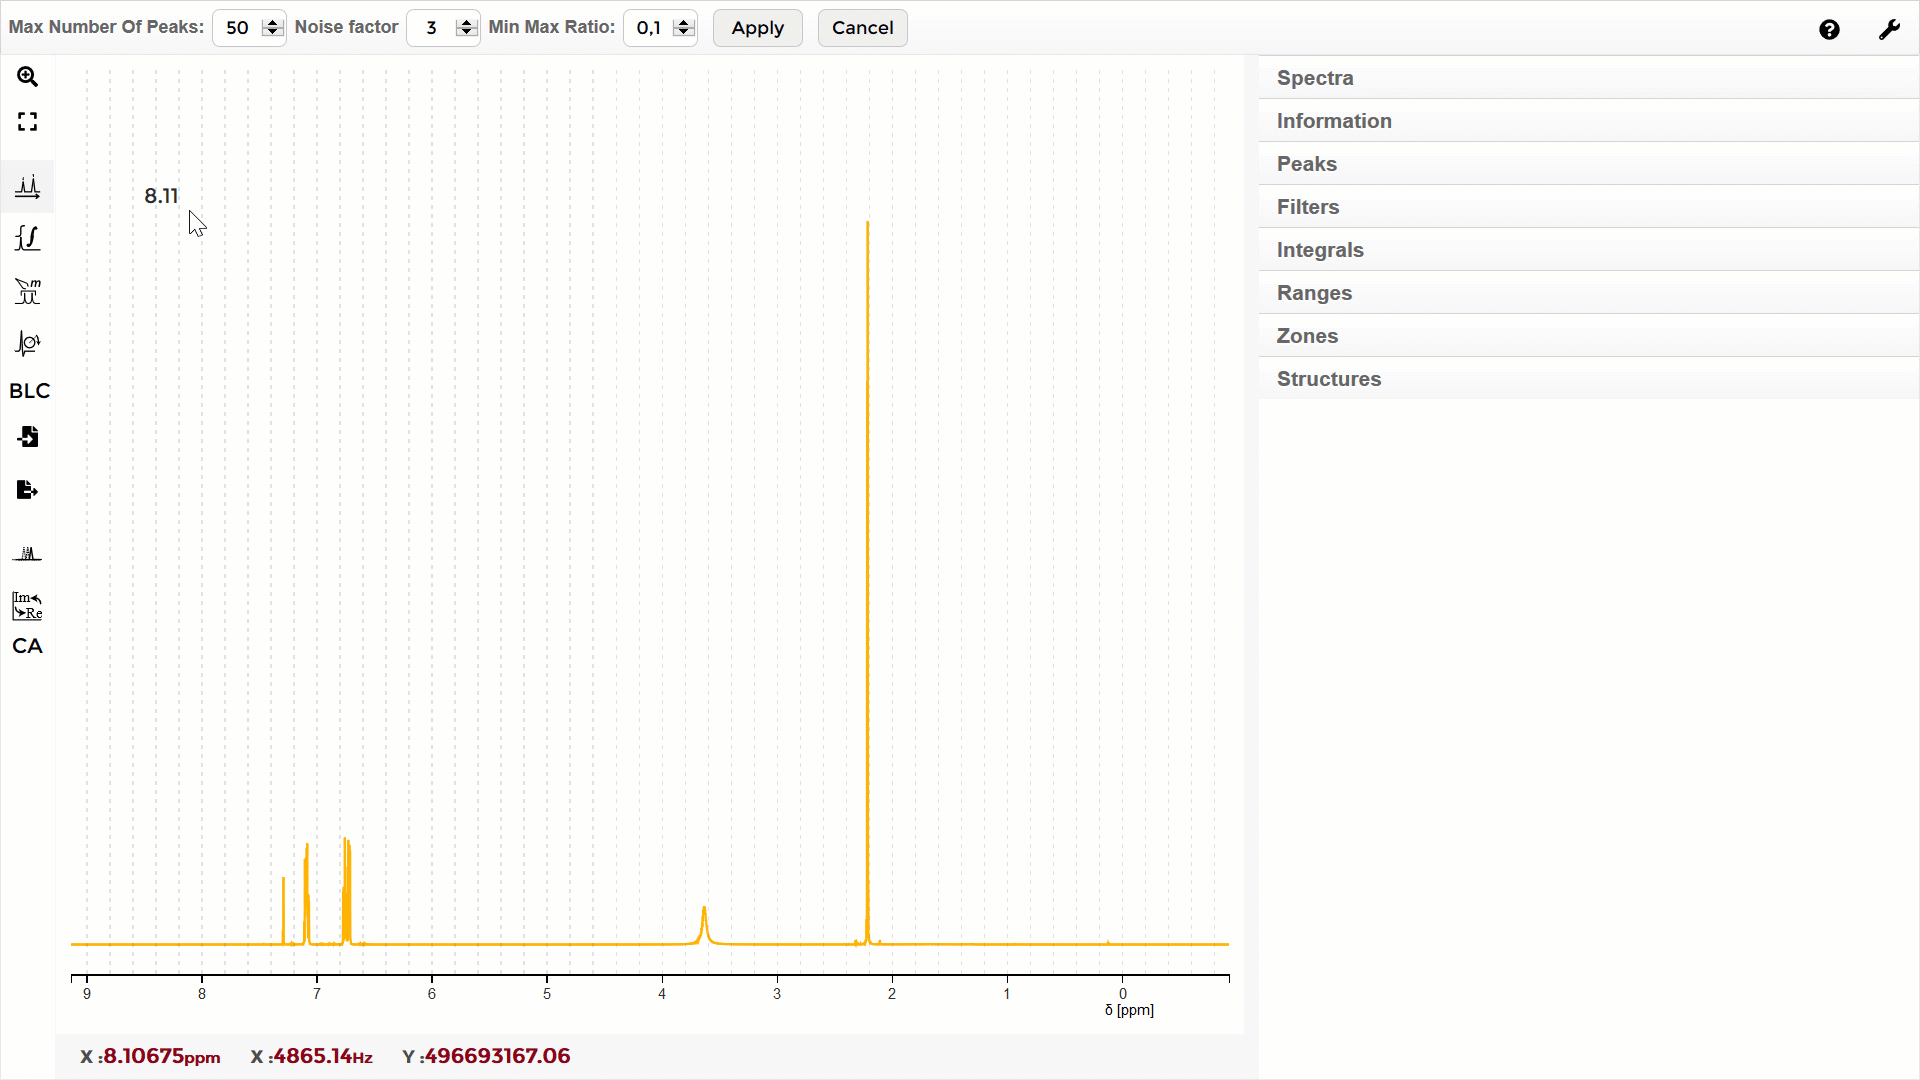 Max Number Of Peaks: 50 Noise factor 3 Min Max Ratio: 0,1 Apply Cancel
Spectra
Information
Peaks
Filters
Integrals
Ranges
Zones
Structures
8.11
m
BLC
Im
Re
CA
9 8 7 6 5 4 3 2 1 0
δ [ppm]
X :8.10675ppm X :4865.14Hz Y :496693167.06